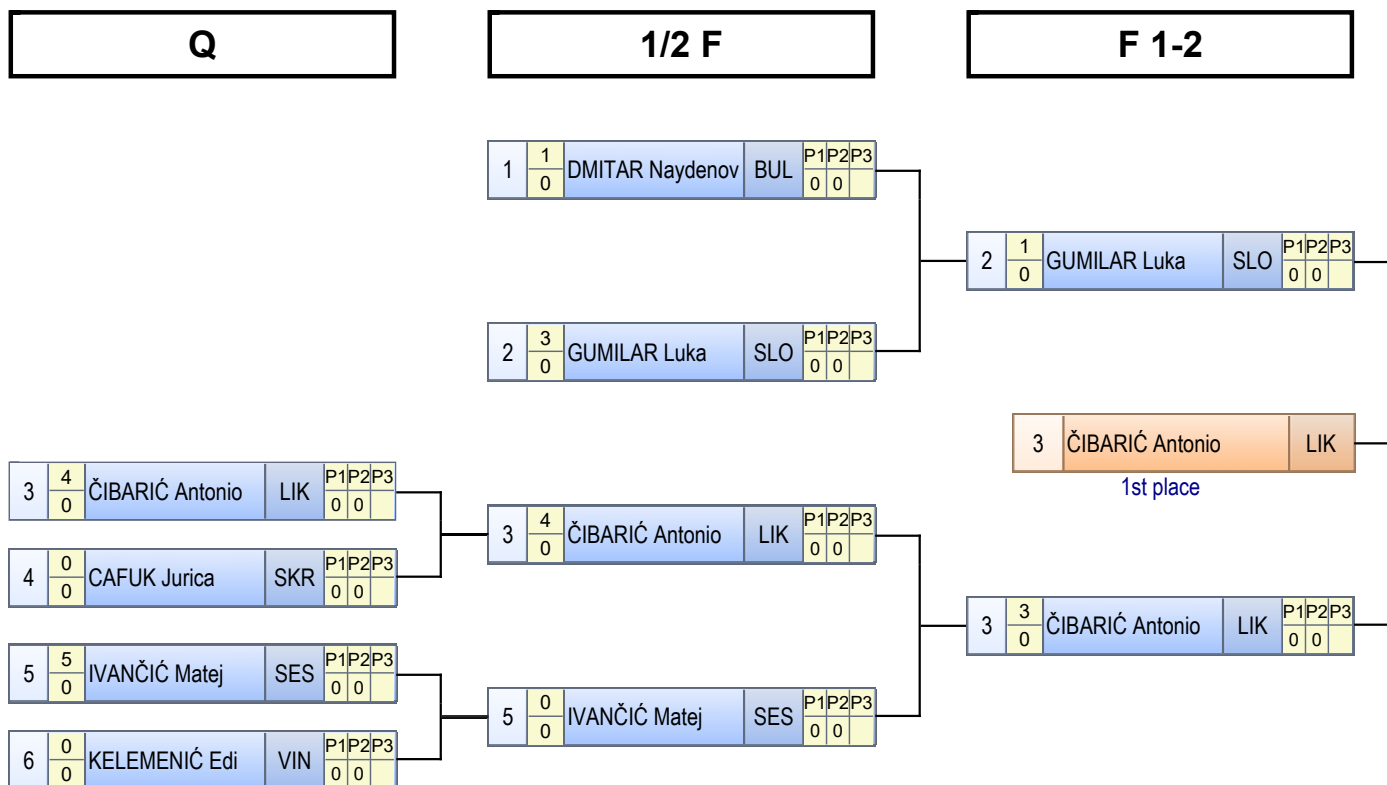 Q
1/2 F
F 1-2
1 1 DMITAR Naydenov BUL P1 P2 P3
0 0 0
2 1 GUMILAR Luka SLO P1 P2 P3
0 0 0
2 3 GUMILAR Luka SLO P1 P2 P3
0 0 0
3 ČIBARIĆ Antonio LIK
1st place
3 4 ČIBARIĆ Antonio LIK P1 P2 P3
0 0 0
3 4 ČIBARIĆ Antonio LIK P1 P2 P3
0 0 0
4 0 CAFUK Jurica SKR P1 P2 P3
0 0 0
3 3 ČIBARIĆ Antonio LIK P1 P2 P3
0 0 0
5 5 IVANČIĆ Matej SES P1 P2 P3
0 0 0
5 0 IVANČIĆ Matej SES P1 P2 P3
0 0 0
6 0 KELEMENIĆ Edi VIN P1 P2 P3
0 0 0